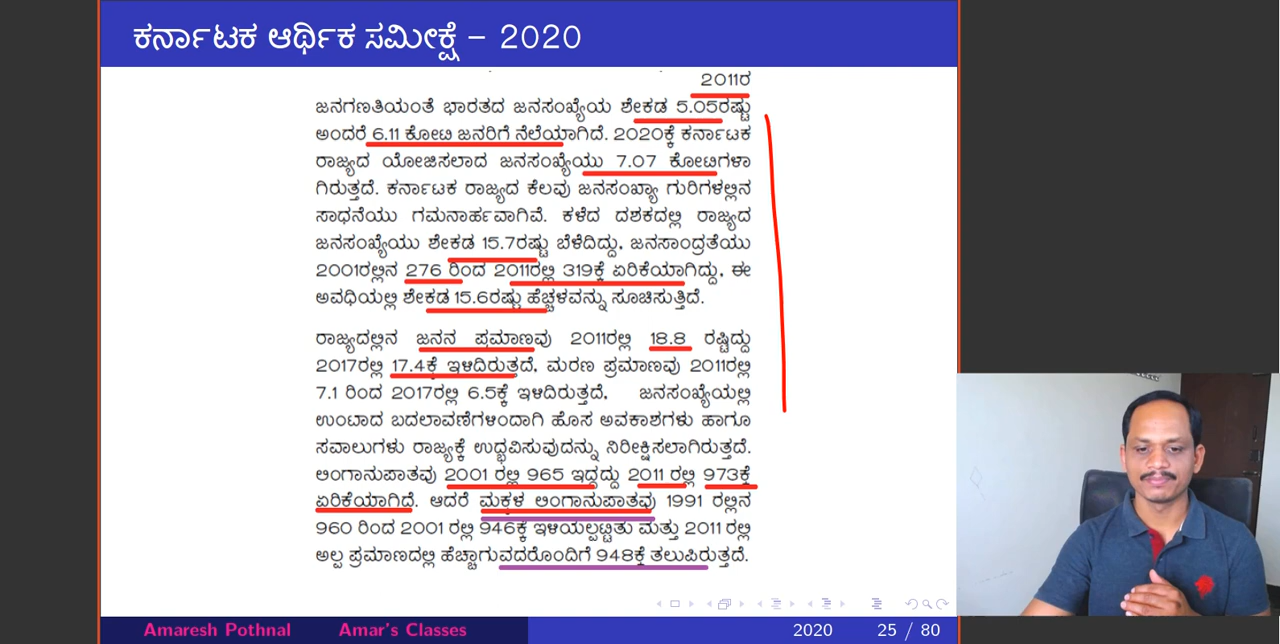 ಕರ್ನಾಟಕ ಆರ್ಥಿಕ ಸಮೀಕ್ಷೆ – 2020
2011ರ
ಜನಗಣತಿಯಂತೆ ಭಾರತದ ಜನಸಂಖ್ಯೆಯ ಶೇಕಡ 5.05ರಷ್ಟು
ಅಂದರೆ 6.11 ಕೋಟಿ ಜನರಿಗೆ ನೆಲೆಯಾಗಿದೆ. 2020ಕ್ಕೆ ಕರ್ನಾಟಕ
ರಾಜ್ಯದ ಯೋಜಿಸಲಾದ ಜನಸಂಖ್ಯೆಯು 7.07 ಕೋಟಿಗಳಾ
ಗಿರುತ್ತದೆ. ಕರ್ನಾಟಕ ರಾಜ್ಯದ ಕೆಲವು ಜನಸಂಖ್ಯಾ ಗುರಿಗಳಲ್ಲಿನ
ಸಾಧನೆಯು ಗಮನಾರ್ಹವಾಗಿವೆ. ಕಳೆದ ದಶಕದಲ್ಲಿ ರಾಜ್ಯದ
ಜನಸಂಖ್ಯೆಯು ಶೇಕಡ 15.7ರಷ್ಟು ಬೆಳೆದಿದ್ದು, ಜನಸಾಂದ್ರತೆಯು
2001ರಲ್ಲಿನ 276 ರಿಂದ 2011ರಲ್ಲಿ 319ಕ್ಕೆ ಏರಿಕೆಯಾಗಿದ್ದು, ಈ
ಅವಧಿಯಲ್ಲಿ ಶೇಕಡ 15.6ರಷ್ಟು ಹೆಚ್ಚಳವನ್ನು ಸೂಚಿಸುತ್ತಿದೆ.
ರಾಜ್ಯದಲ್ಲಿನ ಜನನ ಪ್ರಮಾಣವು 2011ರಲ್ಲಿ 18.8 ರಷ್ಟಿದ್ದು
2017ರಲ್ಲಿ 17.4ಕ್ಕೆ ಇಳಿದಿರುತ್ತದೆ. ಮರಣ ಪ್ರಮಾಣವು 2011ರಲ್ಲಿ
7.1 ರಿಂದ 2017ರಲ್ಲಿ 6.5ಕ್ಕೆ ಇಳಿದಿರುತ್ತದೆ. ಜನಸಂಖ್ಯೆಯಲ್ಲಿ
ಉಂಟಾದ ಬದಲಾವಣೆಗಳಿಂದಾಗಿ ಹೊಸ ಅವಕಾಶಗಳು ಹಾಗೂ
ಸವಾಲುಗಳು ರಾಜ್ಯಕ್ಕೆ ಉದ್ಭವಿಸುವುದನ್ನು ನಿರೀಕ್ಷಿಸಲಾಗಿರುತ್ತದೆ.
ಲಿಂಗಾನುಪಾತವು 2001 ರಲ್ಲಿ 965 ಇದ್ದದ್ದು 2011 ರಲ್ಲಿ 973ಕ್ಕೆ
ಏರಿಕೆಯಾಗಿದೆ. ಆದರೆ ಮಕ್ಕಳ ಲಿಂಗಾನುಪಾತವು 1991 ರಲ್ಲಿನ
960 ರಿಂದ 2001 ರಲ್ಲಿ 946ಕ್ಕೆ ಇಳಿಯಲ್ಪಟ್ಟಿತು ಮತ್ತು 2011 ರಲ್ಲಿ
ಅಲ್ಪ ಪ್ರಮಾಣದಲ್ಲಿ ಹೆಚ್ಚಾಗುವದರೊಂದಿಗೆ 948ಕ್ಕೆ ತಲುಪಿರುತ್ತದೆ.
Amaresh Pothnal Amar's Classes 2020 25 / 80